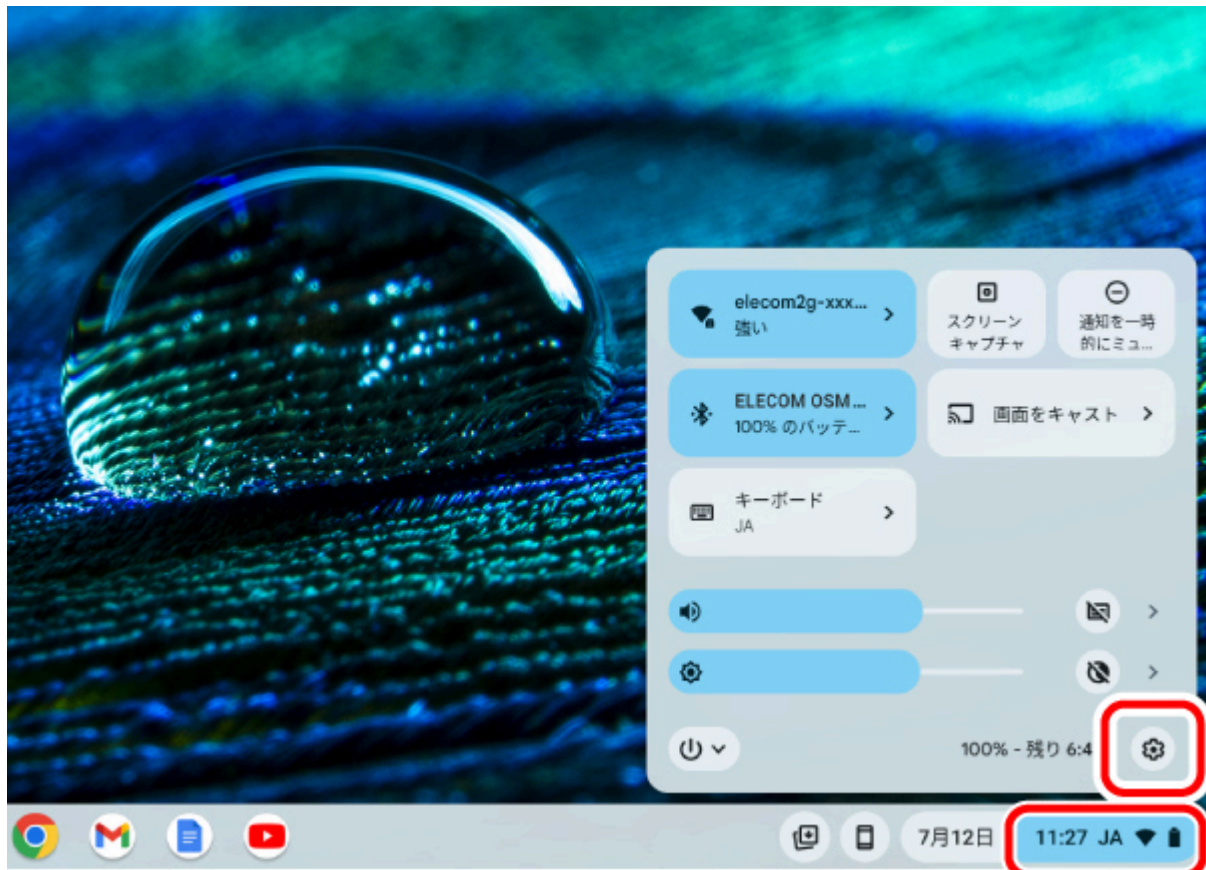 elecom2g-xxx...
強い
スクリーン
キャプチャ
通知を一時
的にミュ...
ELECOM OSM...
100% のバッテ...
画面をキャスト
キーボード
JA
100% - 残り 6:4
7月12日
11:27 JA